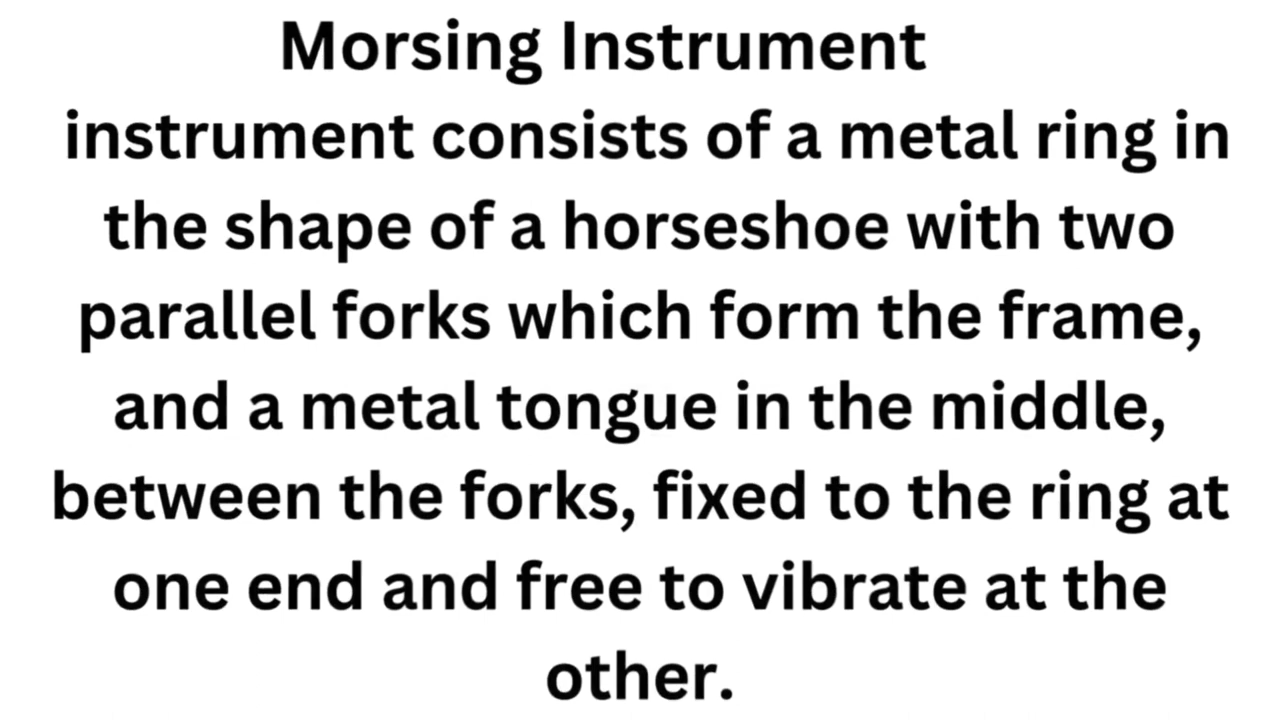 Morsing Instrument
instrument consists of a metal ring in
the shape of a horseshoe with two
parallel forks which form the frame,
and a metal tongue in the middle,
between the forks, fixed to the ring at
one end and free to vibrate at the
other.